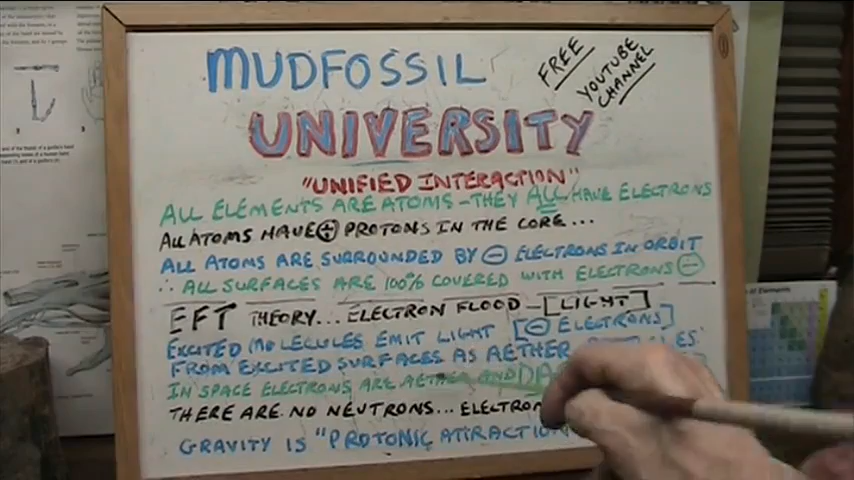 MUDFOSSIL
FREE
YOUTUBE
CHANNEL
UNIVERSITY
"UNIFIED INTERACTION"
ALL ELEMENTS ARE ATOMS - THEY ALL HAVE ELECTRONS
ALL ATOMS HAVE + PROTONS IN THE CORE...
ALL ATOMS ARE SURROUNDED BY - ELECTRONS IN ORBIT
∴ ALL SURFACES ARE 100% COVERED WITH ELECTRONS -
EFT THEORY... ELECTRON FLOOD - [LIGHT]
EXCITED MOLECULES EMIT LIGHT [- ELECTRONS]
FROM EXCITED SURFACES AS AETHER
IN SPACE ELECTRONS ARE AETHER AND
THERE ARE NO NEUTRONS...
GRAVITY IS "PROTONIC ATTRACTION